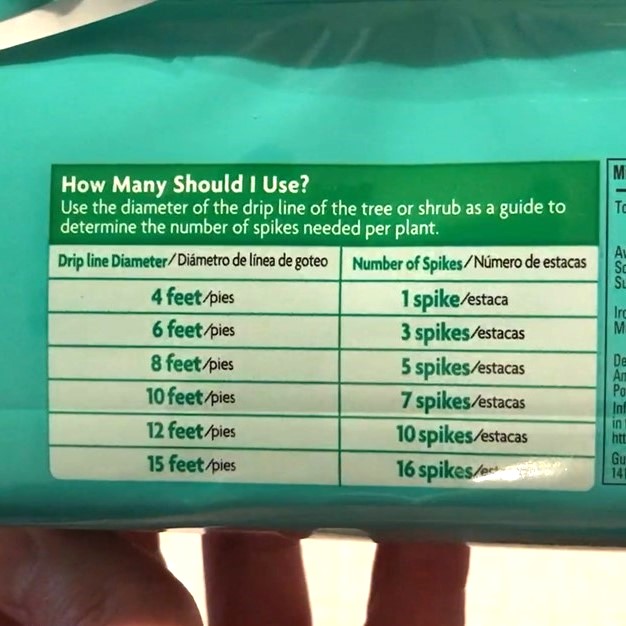 How Many Should I Use?
Use the diameter of the drip line of the tree or shrub as a guide to
determine the number of spikes needed per plant.
Drip line Diameter/Diámetro de línea de goteo Number of Spikes/Número de estacas
4 feet/pies 1 spike/estaca
6 feet/pies 3 spikes/estacas
8 feet/pies 5 spikes/estacas
10 feet/pies 7 spikes/estacas
12 feet/pies 10 spikes/estacas
15 feet/pies 16 spikes/